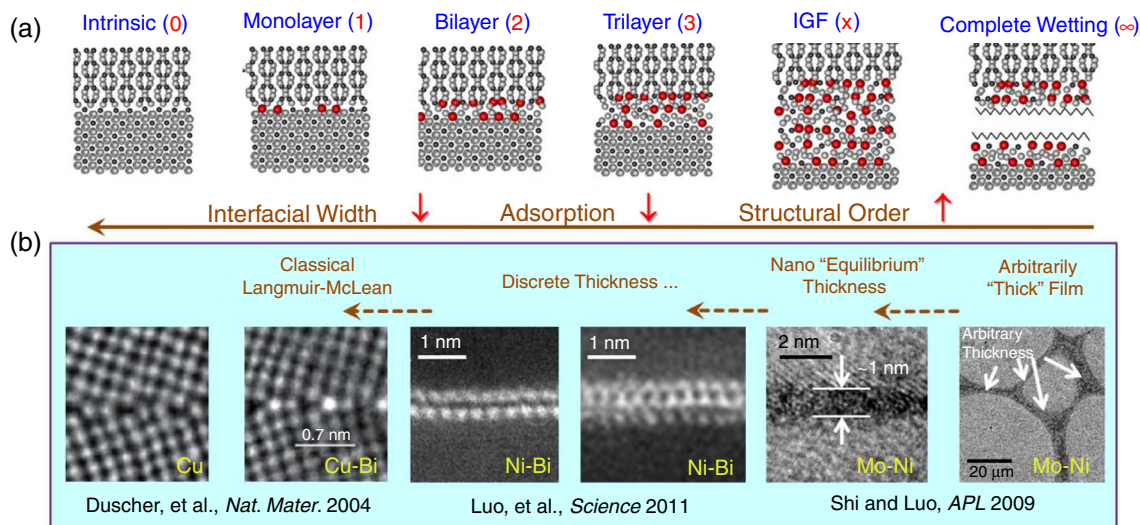 (a)
Intrinsic (0)
Monolayer (1)
Bilayer (2)
Trilayer (3)
IGF (x)
Complete Wetting (∞)
Interfacial Width
Adsorption
Structural Order
(b)
Classical
Langmuir-McLean
Discrete Thickness ...
Nano “Equilibrium”
Thickness
Arbitrarily
“Thick” Film
Cu
0.7 nm
Cu-Bi
1 nm
Ni-Bi
1 nm
Ni-Bi
2 nm
~1 nm
Mo-Ni
Arbitrary
Thickness
20 μm
Mo-Ni
Duscher, et al., Nat. Mater. 2004
Luo, et al., Science 2011
Shi and Luo, APL 2009